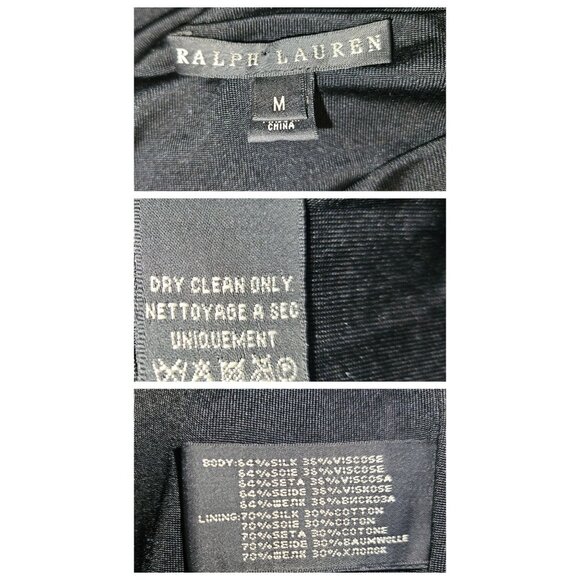 RALPH LAUREN
M
CHINA
DRY CLEAN ONLY
NETTOYAGE A SEC
UNIQUEMENT
P
BODY:64%SILK 36%VISCOSE
64%SOIE 36%VISCOSE
64%SETA 36%VISCOSA
64%SEIDE 36%VISKOSE
64%ШЕЛК 36%ВИСКОЗА
LINING:70%SILK 30%COTTON
70%SOIE 30%COTON
70%SETA 30%COTONE
70%SEIDE 30%BAUMWOLLE
70%ШЕЛК 30%ХЛОПОК